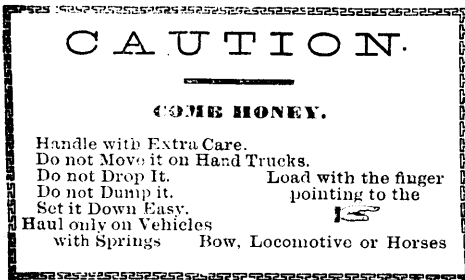 CAUTION.
COMB HONEY.
Handle with Extra Care.
Do not Move it on Hand Trucks.
Do not Drop It.
Do not Dump it.
Set it Down Easy.
Haul only on Vehicles
with Springs
Load with the finger
pointing to the
Bow, Locomotive or Horses